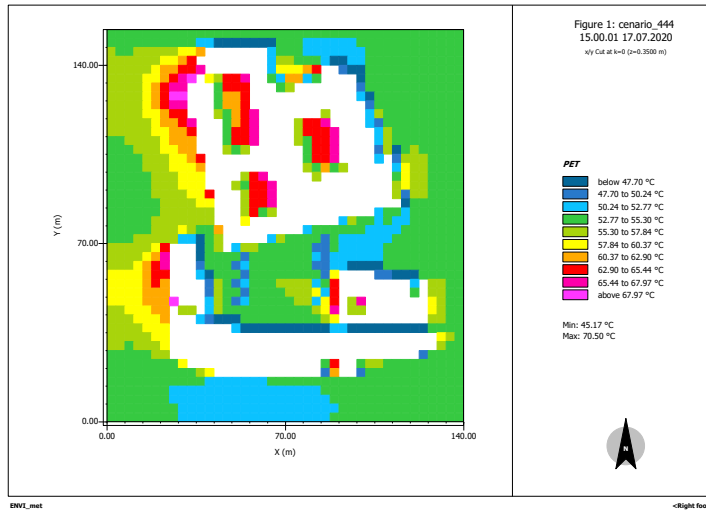 Figure 1: cenario_444
15.00.01 17.07.2020
x/y Cut at k=0 (z=0.3500 m)
140.00
70.00
0.00
Y (m)
0.00
70.00
140.00
X (m)
PET
below 47.70 °C
47.70 to 50.24 °C
50.24 to 52.77 °C
52.77 to 55.30 °C
55.30 to 57.84 °C
57.84 to 60.37 °C
60.37 to 62.90 °C
62.90 to 65.44 °C
65.44 to 67.97 °C
above 67.97 °C
Min: 45.17 °C
Max: 70.50 °C
N
ENVI_met
<Right foo